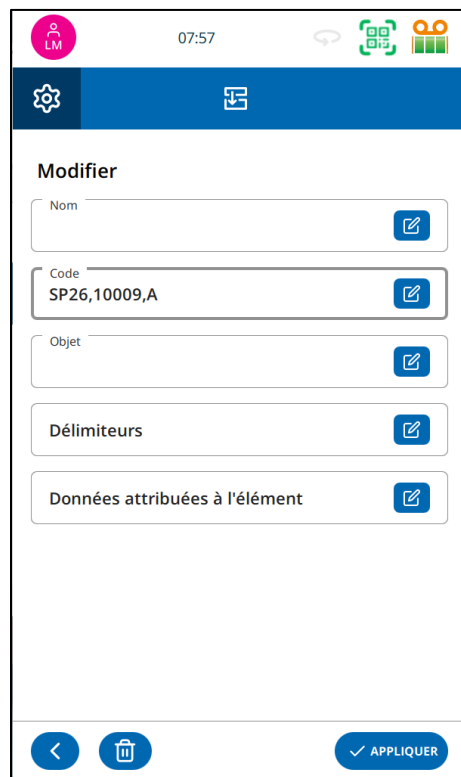 LM
07:57
Modifier
Nom
Code
SP26,10009,A
Objet
Délimiteurs
Données attribuées à l'élément
APPLIQUER